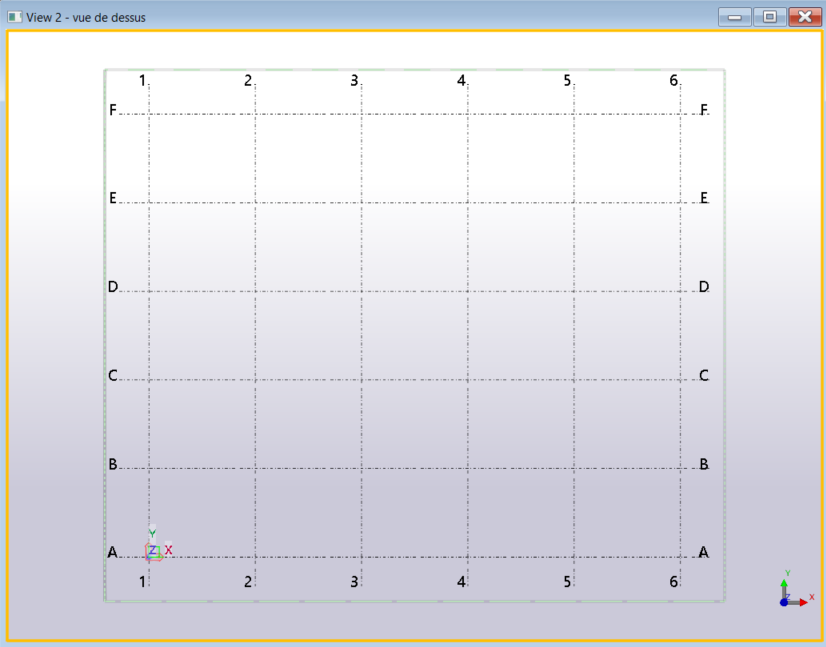 View 2 - vue de dessus
1 2 3 4 5 6
F F
E E
D D
C C
B B
Y
A Z X A
1 2 3 4 5 6
Y
Z X